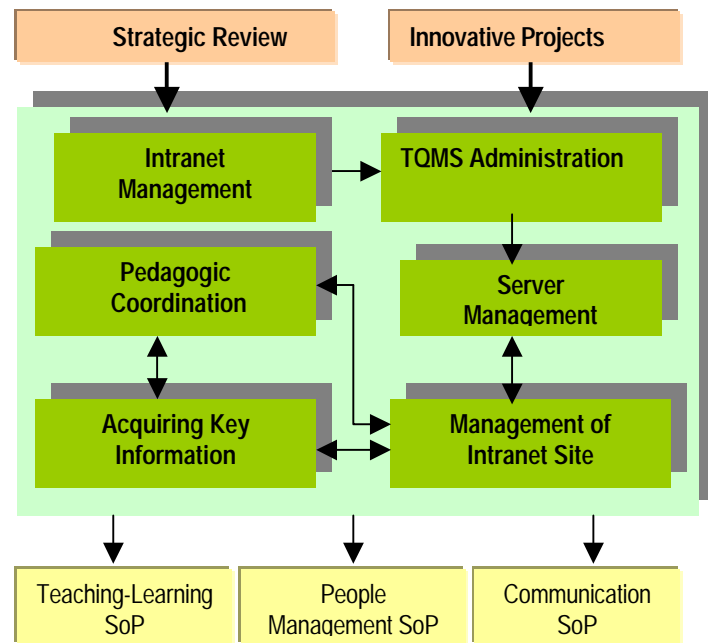 Strategic Review
Innovative Projects
Intranet
Management
TQMS Administration
Pedagogic
Coordination
Server
Management
Acquiring Key
Information
Management of
Intranet Site
Teaching-Learning
SoP
People
Management SoP
Communication
SoP